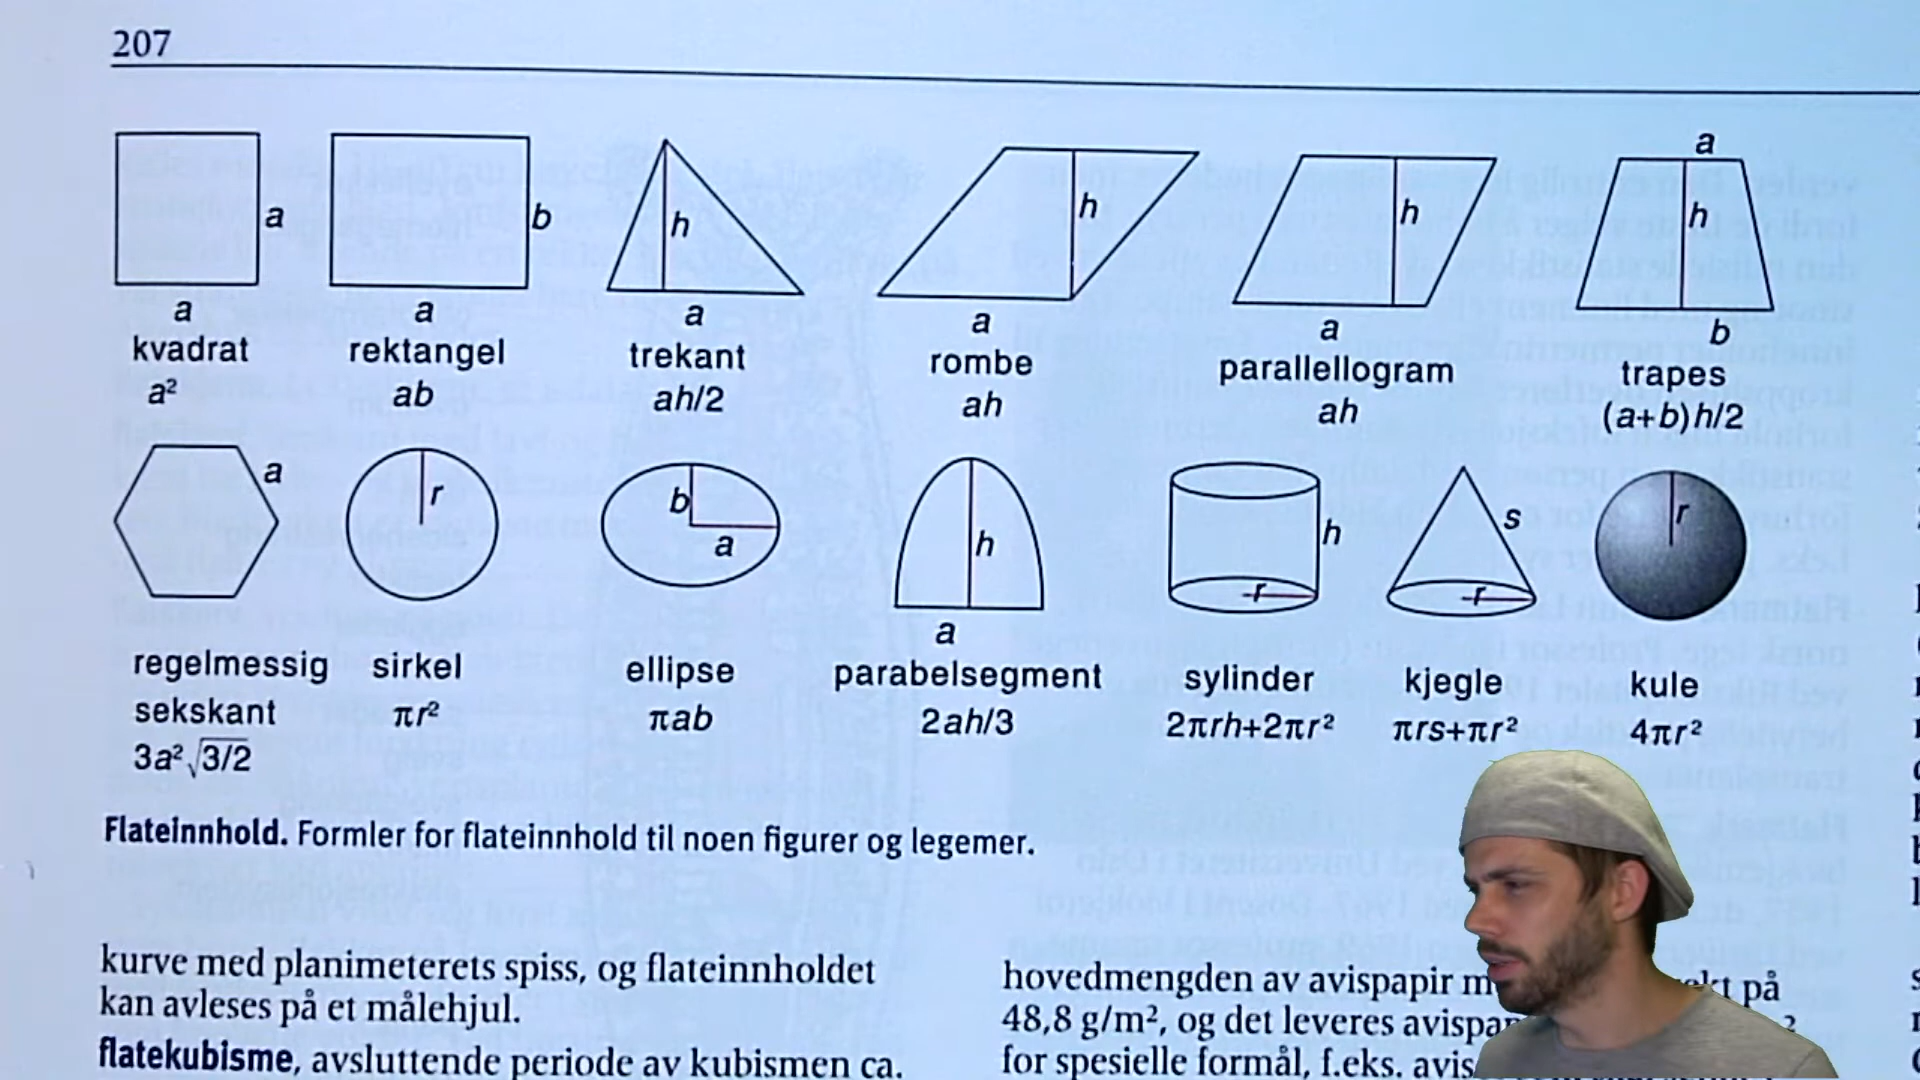 207
a
a
b
h
h
h
h
a
a
a
a
a
b
kvadrat
rektangel
trekant
rombe
parallellogram
trapes
a²
ab
ah/2
ah
ah
(a+b)h/2
a
r
b
a
h
h
r
s
r
r
a
regelmessig
sekskant
sirkel
ellipse
parabelsegment
sylinder
kjegle
kule
3a²√3/2
πr²
πab
2ah/3
2πrh+2πr²
πrs+πr²
4πr²
Flateinnhold. Formler for flateinnhold til noen figurer og legemer.
kurve med planimeterets spiss, og flateinnholdet
kan avleses på et målehjul.
flatekubisme, avsluttende periode av kubismen ca.
hovedmengden av avispapir på
48,8 g/m², og det leveres
for spesielle formål, f.eks.